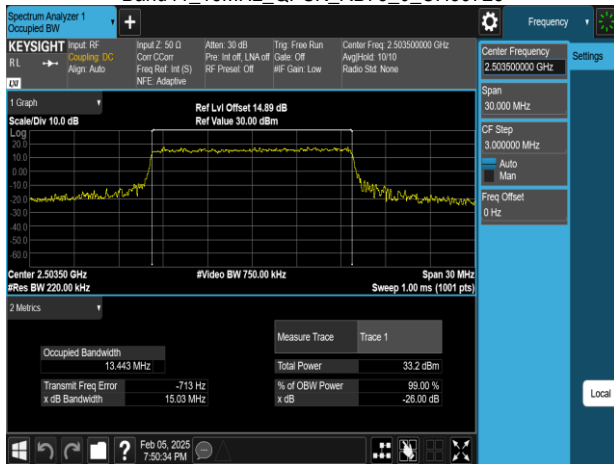 Spectrum Analyzer 1
Occupied BW
+
Frequency
KEYSIGHT
RL
Input: RF
Coupling: DC
Align: Auto
Input Z: 50 Ω
Corr CCorr
Freq Ref: Int (S)
NFE: Adaptive
Atten: 30 dB
Pre: Int off, LNA off
RF Preset: Off
Trig: Free Run
Gate: Off
#IF Gain: Low
Center Freq: 2.503500000 GHz
Avg|Hold: 10/10
Radio Std: None
LXI
Center Frequency
2.503500000 GHz
Settings
Span
30.000 MHz
CF Step
3.000000 MHz
Auto
Man
Freq Offset
0 Hz
Local
1 Graph
Scale/Div 10.0 dB
Ref Lvl Offset 14.89 dB
Ref Value 30.00 dBm
Log
20.0
10.0
0.00
-10.0
-20.0
-30.0
-40.0
-50.0
-60.0
Center 2.50350 GHz
#Res BW 220.00 kHz
#Video BW 750.00 kHz
Span 30 MHz
Sweep 1.00 ms (1001 pts)
2 Metrics
Measure Trace
Trace 1
Occupied Bandwidth
13.443 MHz
Total Power
33.2 dBm
Transmit Freq Error
-713 Hz
% of OBW Power
99.00 %
x dB Bandwidth
15.03 MHz
x dB
-26.00 dB
?
Feb 05, 2025
7:50:34 PM